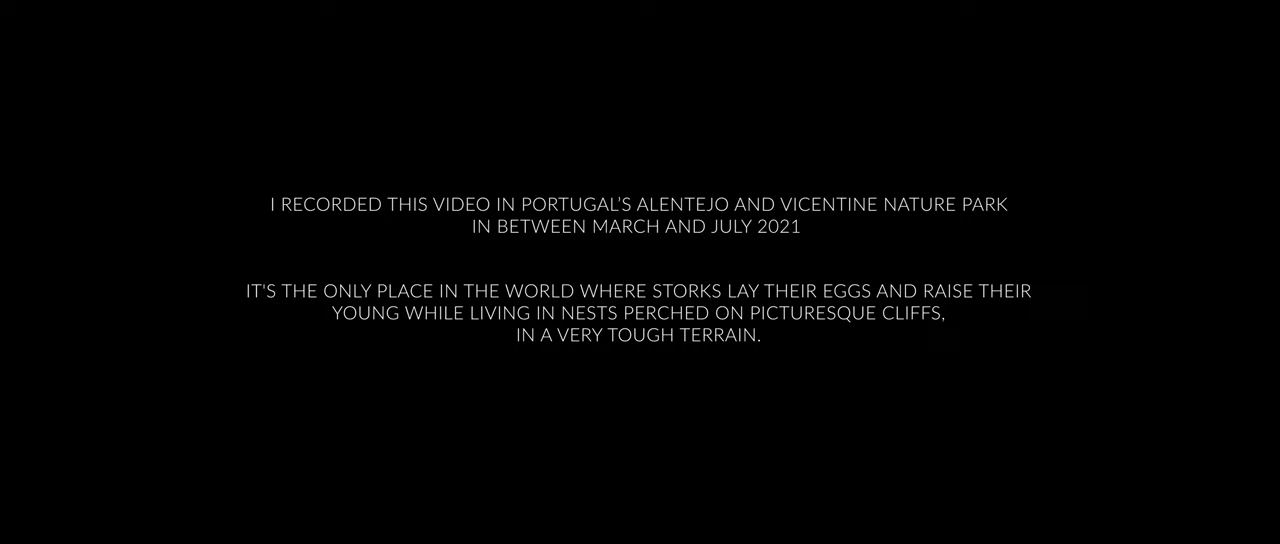 I RECORDED THIS VIDEO IN PORTUGAL'S ALENTEJO AND VICENTINE NATURE PARK
IN BETWEEN MARCH AND JULY 2021
IT'S THE ONLY PLACE IN THE WORLD WHERE STORKS LAY THEIR EGGS AND RAISE THEIR
YOUNG WHILE LIVING IN NESTS PERCHED ON PICTURESQUE CLIFFS,
IN A VERY TOUGH TERRAIN.